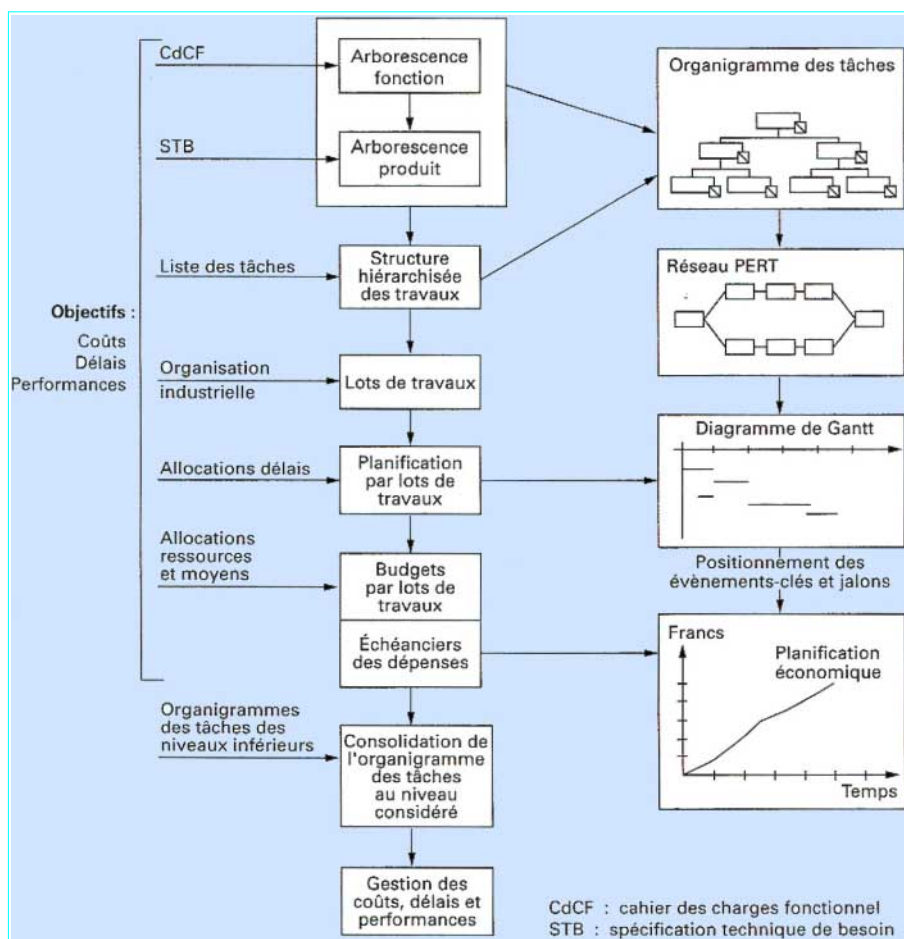 CdCF
STB
Liste des tâches
Objectifs :
Coûts
Délais
Performances
Organisation
industrielle
Allocations délais
Allocations
ressources
et moyens
Organigrammes
des tâches des
niveaux inférieurs
Arborescence
fonction
Arborescence
produit
Structure
hiérarchisée
des travaux
Lots de travaux
Planification
par lots de
travaux
Budgets
par lots de
travaux
Échéanciers
des dépenses
Consolidation de
l'organigramme
des tâches
au niveau
considéré
Gestion des
coûts, délais et
performances
Organigramme des tâches
Réseau PERT
Diagramme de Gantt
Positionnement des
évènements-clés et jalons
Francs
Planification
économique
Temps
CdCF : cahier des charges fonctionnel
STB : spécification technique de besoin